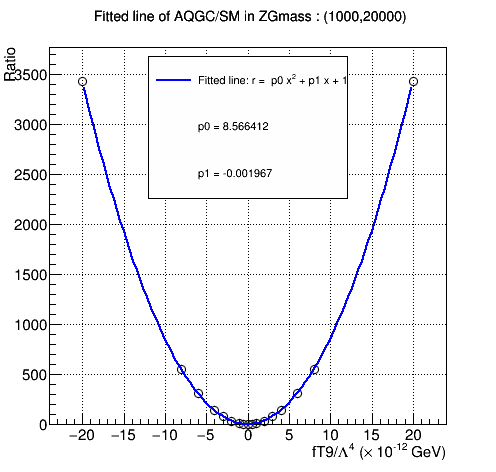 Fitted line of AQGC/SM in ZGmass : (1000,20000)
Ratio
3500
3000
2500
2000
1500
1000
500
0
Fitted line: r = p0 x² + p1 x + 1
p0 = 8.566412
p1 = -0.001967
−20 −15 −10 −5 0 5 10 15 20
fT9/Λ⁴ (× 10⁻¹² GeV)